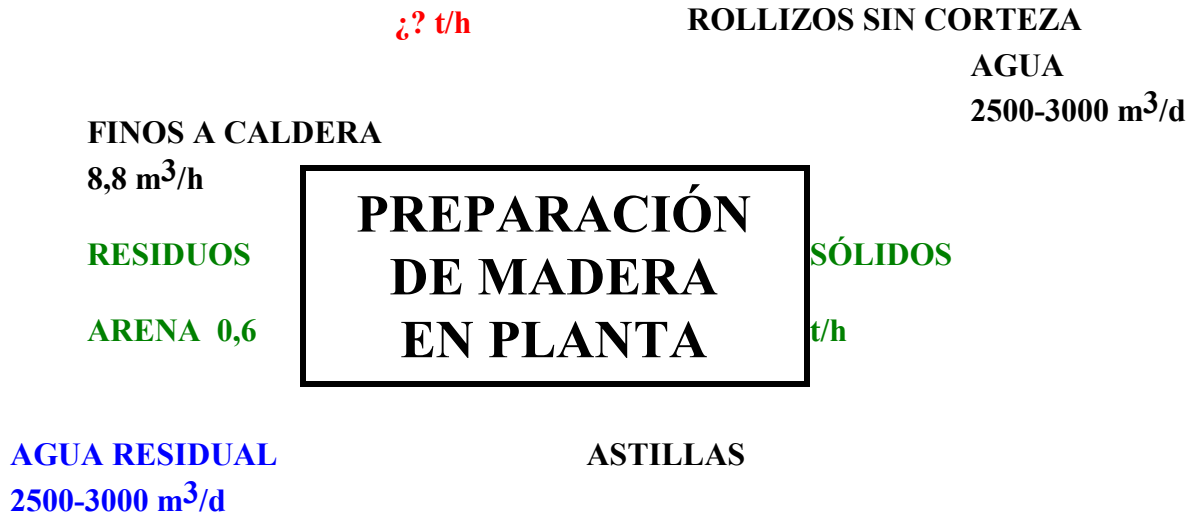 ¿? t/h ROLLIZOS SIN CORTEZA
AGUA
2500-3000 m3/d
FINOS A CALDERA
8,8 m3/h
PREPARACIÓN
DE MADERA
EN PLANTA
RESIDUOS SÓLIDOS
ARENA 0,6 t/h
AGUA RESIDUAL
2500-3000 m3/d
ASTILLAS